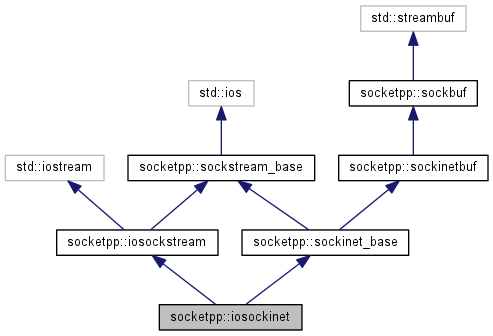 std::streambuf
std::ios
socketpp::sockbuf
std::iostream
socketpp::sockstream_base
socketpp::sockinetbuf
socketpp::iosockstream
socketpp::sockinet_base
socketpp::iosockinet